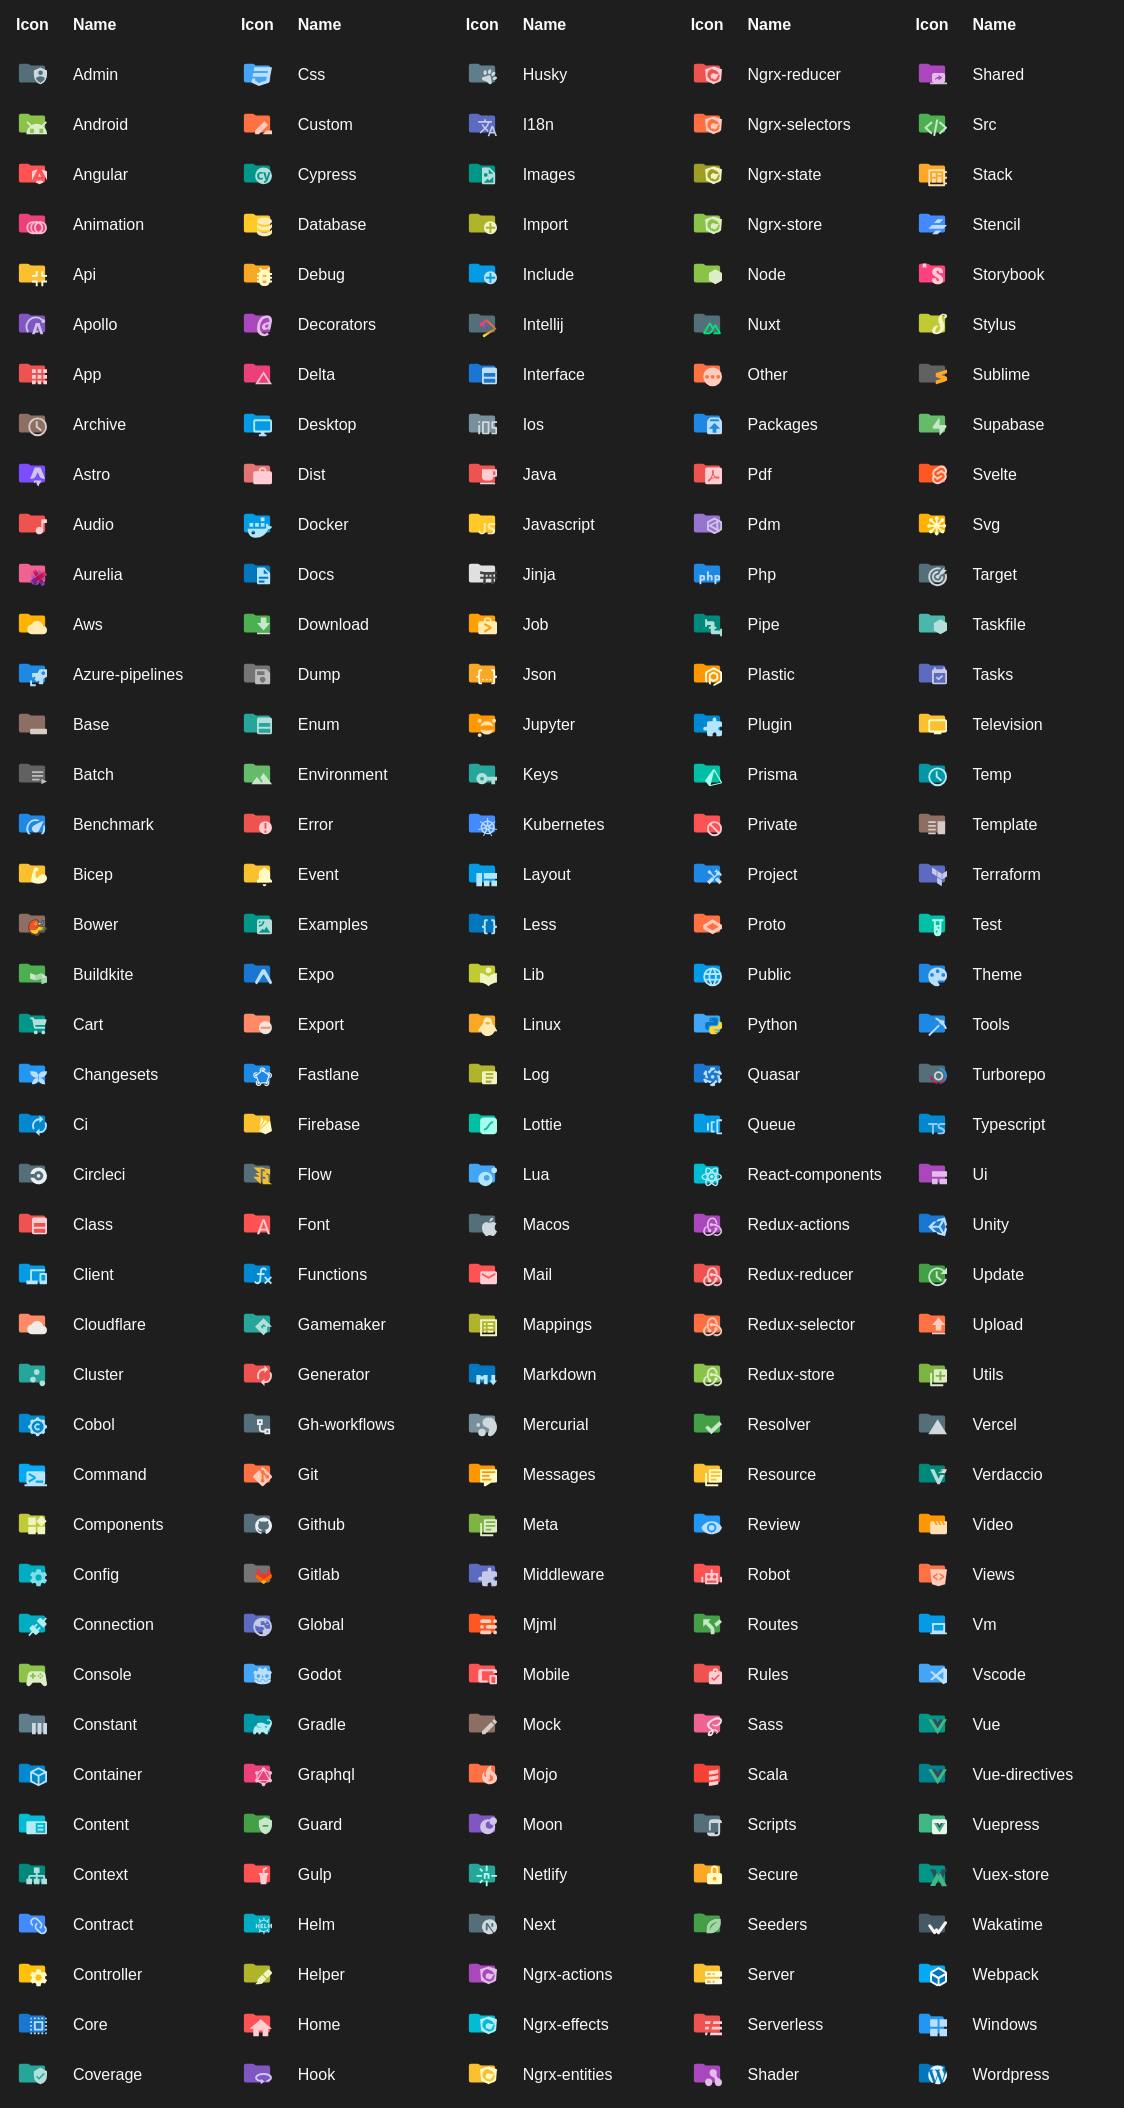 Icon Name Icon Name Icon Name Icon Name Icon Name
Admin Css Husky Ngrx-reducer Shared
Android Custom I18n Ngrx-selectors Src
Angular Cypress Images Ngrx-state Stack
Animation Database Import Ngrx-store Stencil
Api Debug Include Node Storybook
Apollo Decorators Intellij Nuxt Stylus
App Delta Interface Other Sublime
Archive Desktop Ios Packages Supabase
Astro Dist Java Pdf Svelte
Audio Docker Javascript Pdm Svg
Aurelia Docs Jinja Php Target
Aws Download Job Pipe Taskfile
Azure-pipelines Dump Json Plastic Tasks
Base Enum Jupyter Plugin Television
Batch Environment Keys Prisma Temp
Benchmark Error Kubernetes Private Template
Bicep Event Layout Project Terraform
Bower Examples Less Proto Test
Buildkite Expo Lib Public Theme
Cart Export Linux Python Tools
Changesets Fastlane Log Quasar Turborepo
Ci Firebase Lottie Queue Typescript
Circleci Flow Lua React-components Ui
Class Font Macos Redux-actions Unity
Client Functions Mail Redux-reducer Update
Cloudflare Gamemaker Mappings Redux-selector Upload
Cluster Generator Markdown Redux-store Utils
Cobol Gh-workflows Mercurial Resolver Vercel
Command Git Messages Resource Verdaccio
Components Github Meta Review Video
Config Gitlab Middleware Robot Views
Connection Global Mjml Routes Vm
Console Godot Mobile Rules Vscode
Constant Gradle Mock Sass Vue
Container Graphql Mojo Scala Vue-directives
Content Guard Moon Scripts Vuepress
Context Gulp Netlify Secure Vuex-store
Contract Helm Next Seeders Wakatime
Controller Helper Ngrx-actions Server Webpack
Core Home Ngrx-effects Serverless Windows
Coverage Hook Ngrx-entities Shader Wordpress